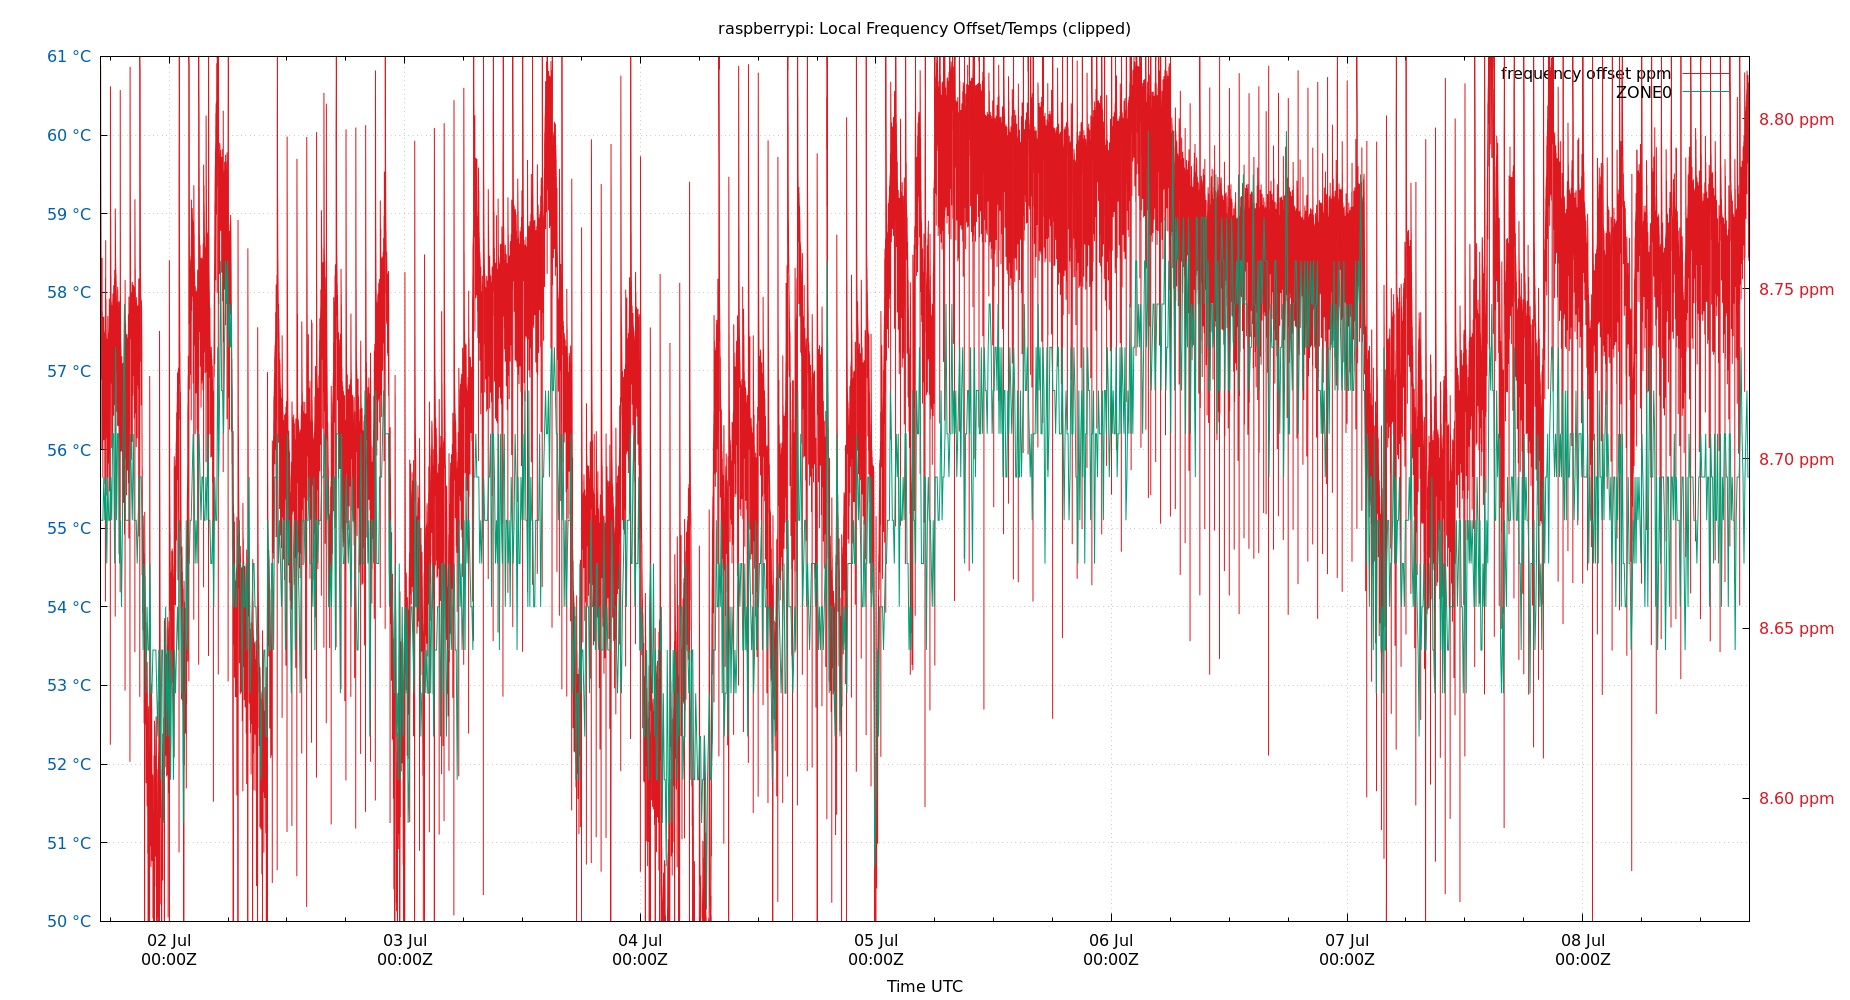 raspberrypi: Local Frequency Offset/Temps (clipped)
61 °C
60 °C
59 °C
58 °C
57 °C
56 °C
55 °C
54 °C
53 °C
52 °C
51 °C
50 °C
frequency offset ppm
ZONE0
8.80 ppm
8.75 ppm
8.70 ppm
8.65 ppm
8.60 ppm
02 Jul 03 Jul 04 Jul 05 Jul 06 Jul 07 Jul 08 Jul
00:00Z 00:00Z 00:00Z 00:00Z 00:00Z 00:00Z 00:00Z
Time UTC